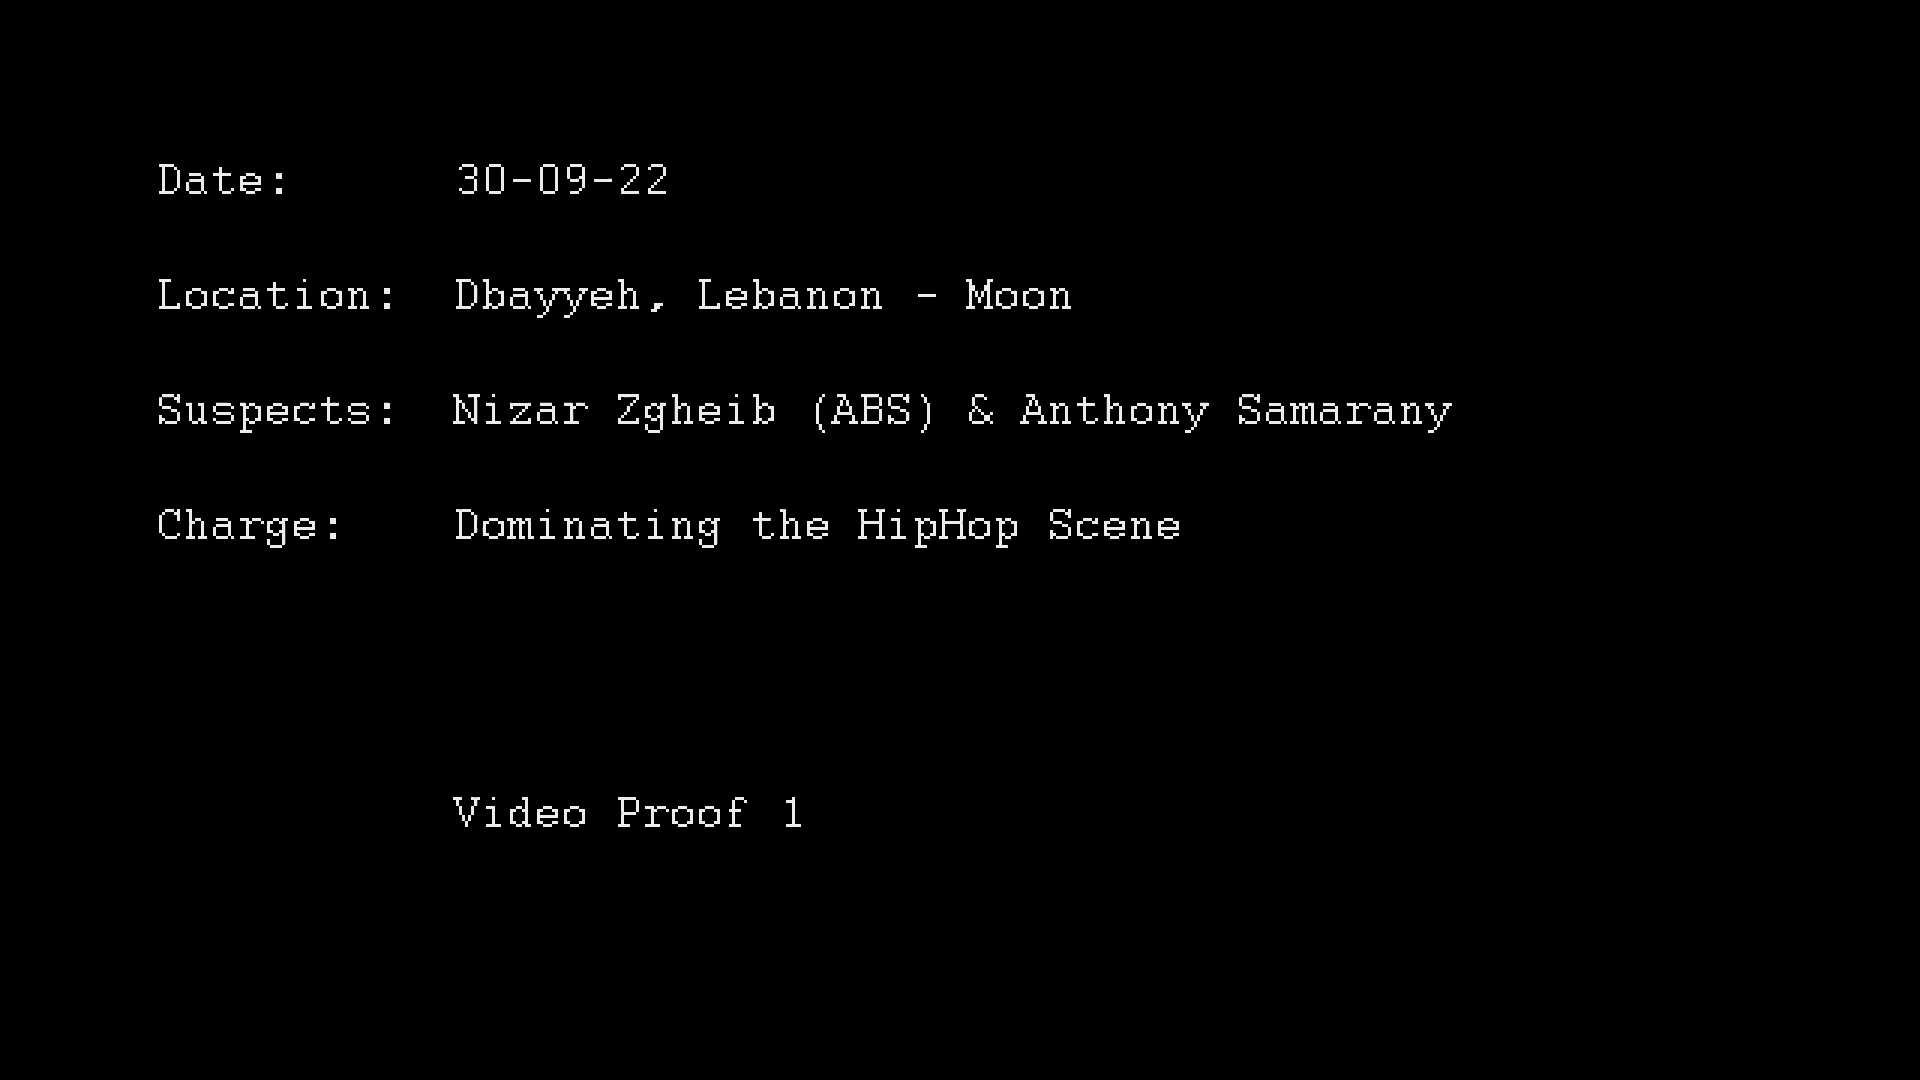 Date: 30-09-22
Location: Dbayyeh, Lebanon - Moon
Suspects: Nizar Zgheib (ABS) & Anthony Samarany
Charge: Dominating the HipHop Scene
Video Proof 1